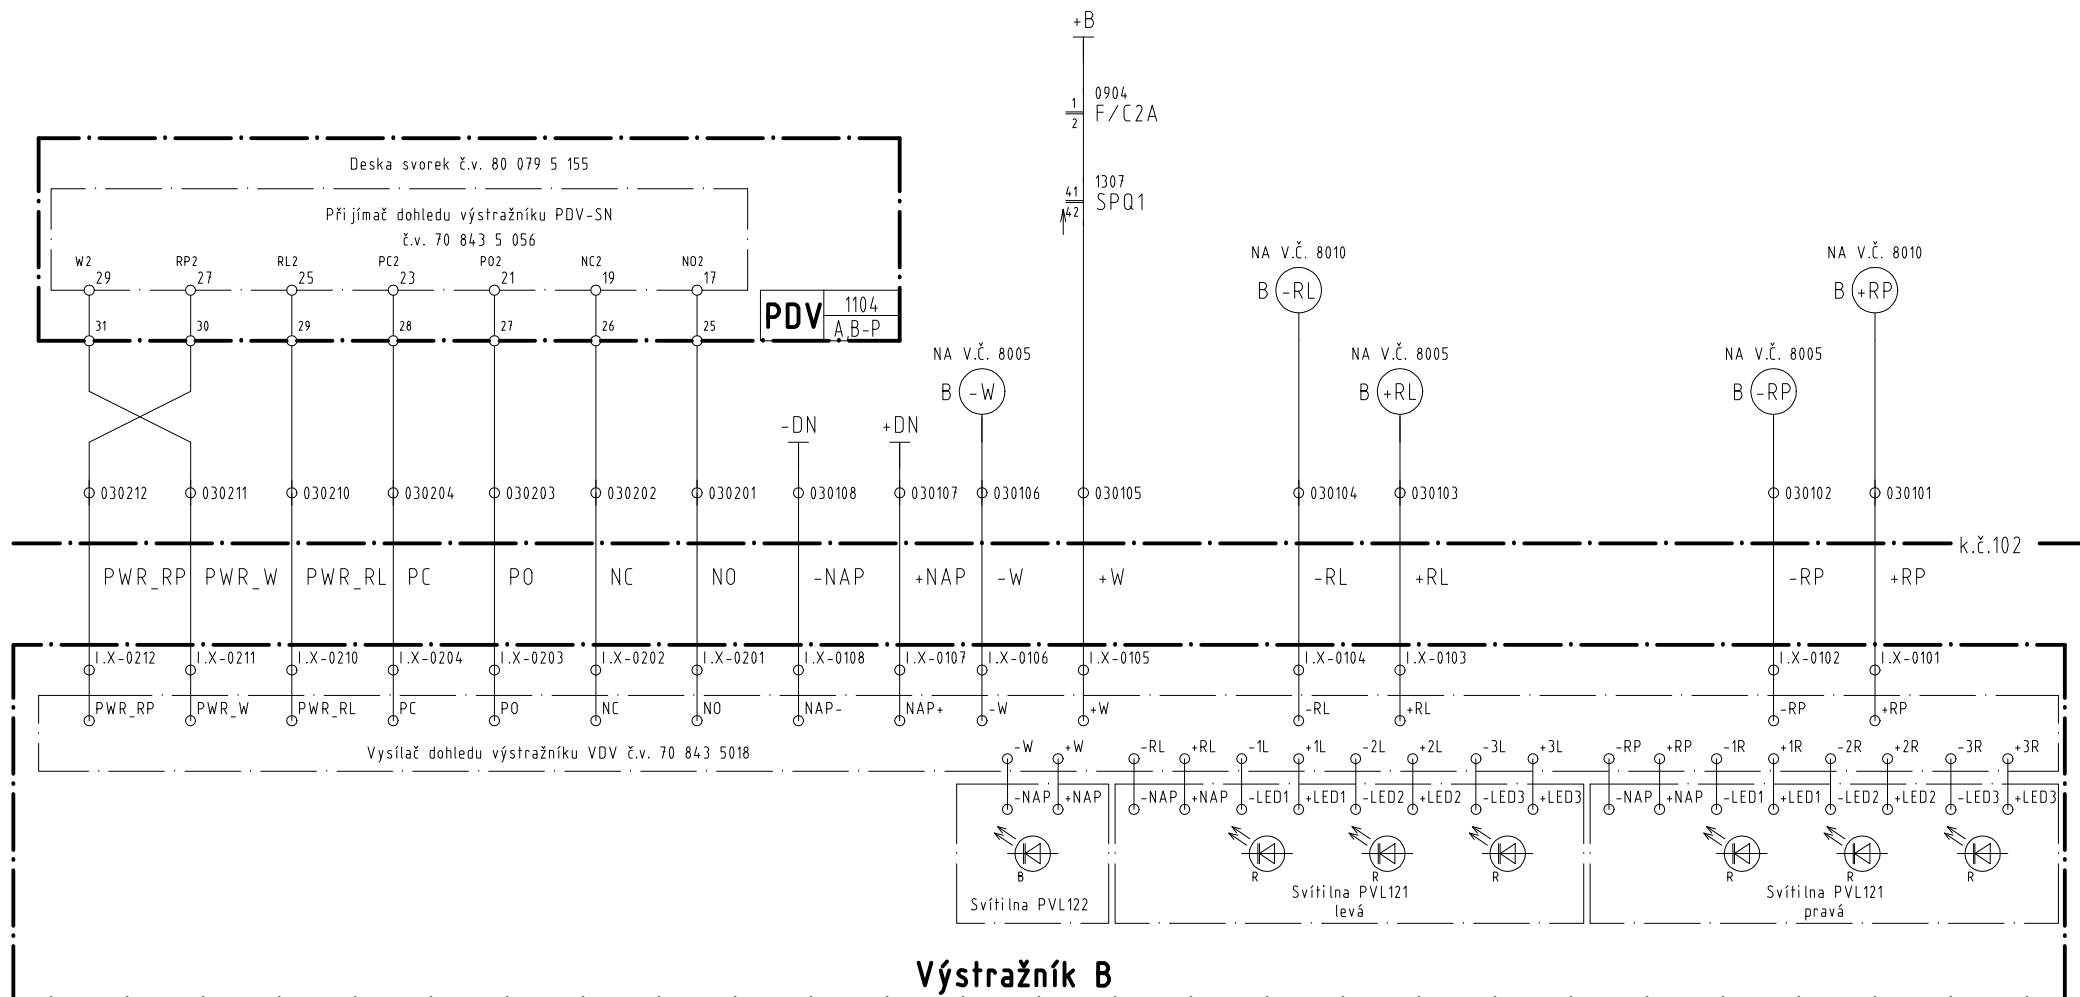 +B
1
2
0904
F/C2A
41
42
1307
SPQ1
Deska svorek č.v. 80 079 5 155
Přijímač dohledu výstražníku PDV-SN
č.v. 70 843 5 056
W2 RP2 RL2 PC2 PO2 NC2 NO2
29 27 25 23 21 19 17
31 30 29 28 27 26 25
PDV
1104
A,B-P
NA V.Č. 8010
B -RL
NA V.Č. 8010
B +RP
NA V.Č. 8005
B -W
NA V.Č. 8005
B +RL
NA V.Č. 8005
B -RP
-DN +DN
030212 030211 030210 030204 030203 030202 030201 030108 030107 030106 030105 030104 030103 030102 030101
k.č.102
PWR_RP PWR_W PWR_RL PC PO NC NO -NAP +NAP -W +W -RL +RL -RP +RP
I.X-0212 I.X-0211 I.X-0210 I.X-0204 I.X-0203 I.X-0202 I.X-0201 I.X-0108 I.X-0107 I.X-0106 I.X-0105 I.X-0104 I.X-0103 I.X-0102 I.X-0101
PWR_RP PWR_W PWR_RL PC PO NC NO NAP- NAP+ -W +W -RL +RL -RP +RP
Vysílač dohledu výstražníku VDV č.v. 70 843 5018
-W +W -RL +RL -1L +1L -2L +2L -3L +3L -RP +RP -1R +1R -2R +2R -3R +3R
-NAP +NAP -NAP +NAP -LED1 +LED1 -LED2 +LED2 -LED3 +LED3 -NAP +NAP -LED1 +LED1 -LED2 +LED2 -LED3 +LED3
B R R R R R R
Svítilna PVL122
Svítilna PVL121
levá
Svítilna PVL121
pravá
Výstražník B